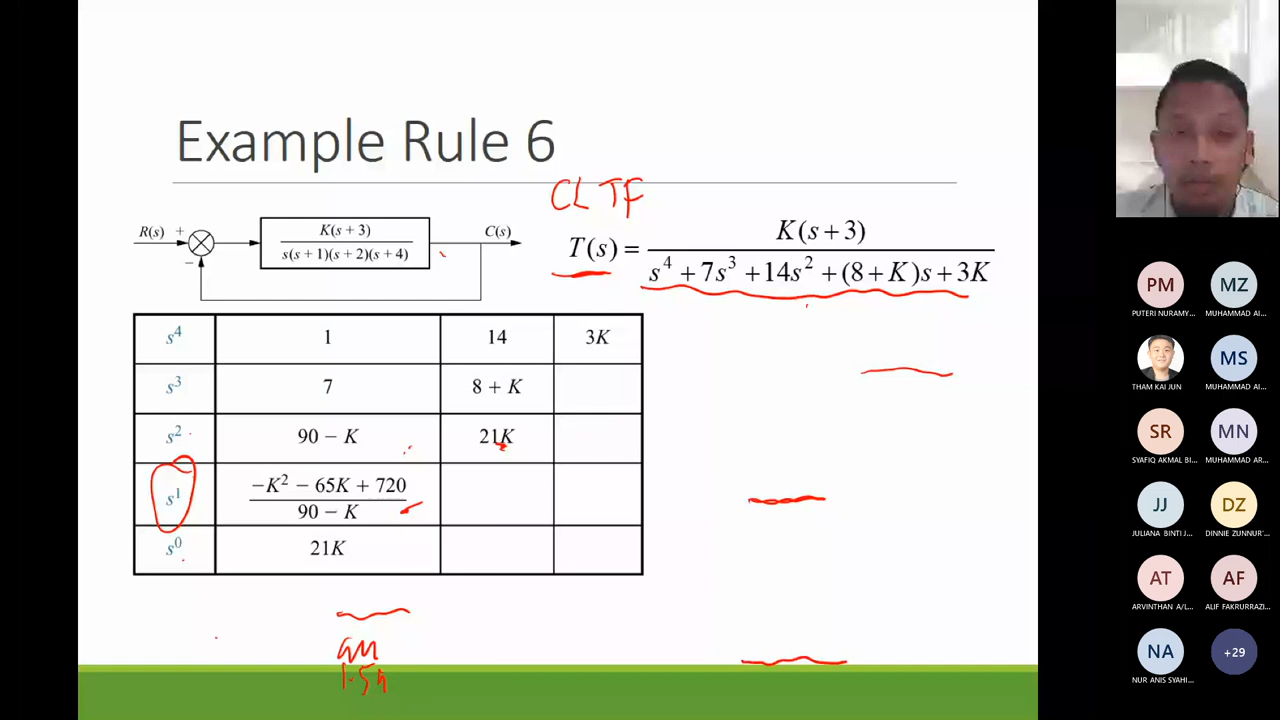 Example Rule 6
CLTF
R(s) + − K(s + 3) / s(s + 1)(s + 2)(s + 4) C(s)
T(s) = K(s + 3) / s⁴ + 7s³ + 14s² + (8 + K)s + 3K
s⁴ 1 14 3K
s³ 7 8 + K
s² 90 − K 21K
s¹ −K² − 65K + 720 / 90 − K
s⁰ 21K
1.5h
PM
PUTERI NURAMY...
MZ
MUHAMMAD AI...
THAM KAI JUN
MS
MUHAMMAD AI...
SR
SYAFIQ AKMAL BI...
MN
MUHAMMAD AR...
JJ
JULIANA BINTI J...
DZ
DINNIE ZUNNUR'...
AT
ARVINTHAN A/L...
AF
ALIF FAKRURRAZI...
NA
NUR ANIS SYAHI...
+29